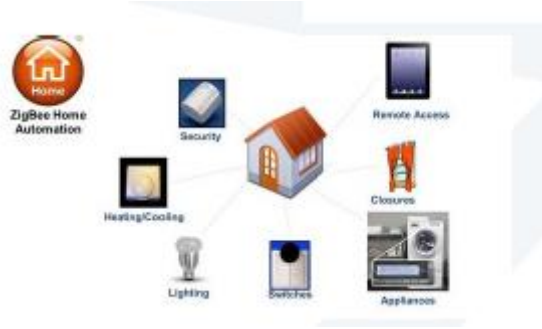 Home
ZigBee Home
Automation
Security
Remote Access
Heating/Cooling
Closures
Lighting
Switches
Appliances